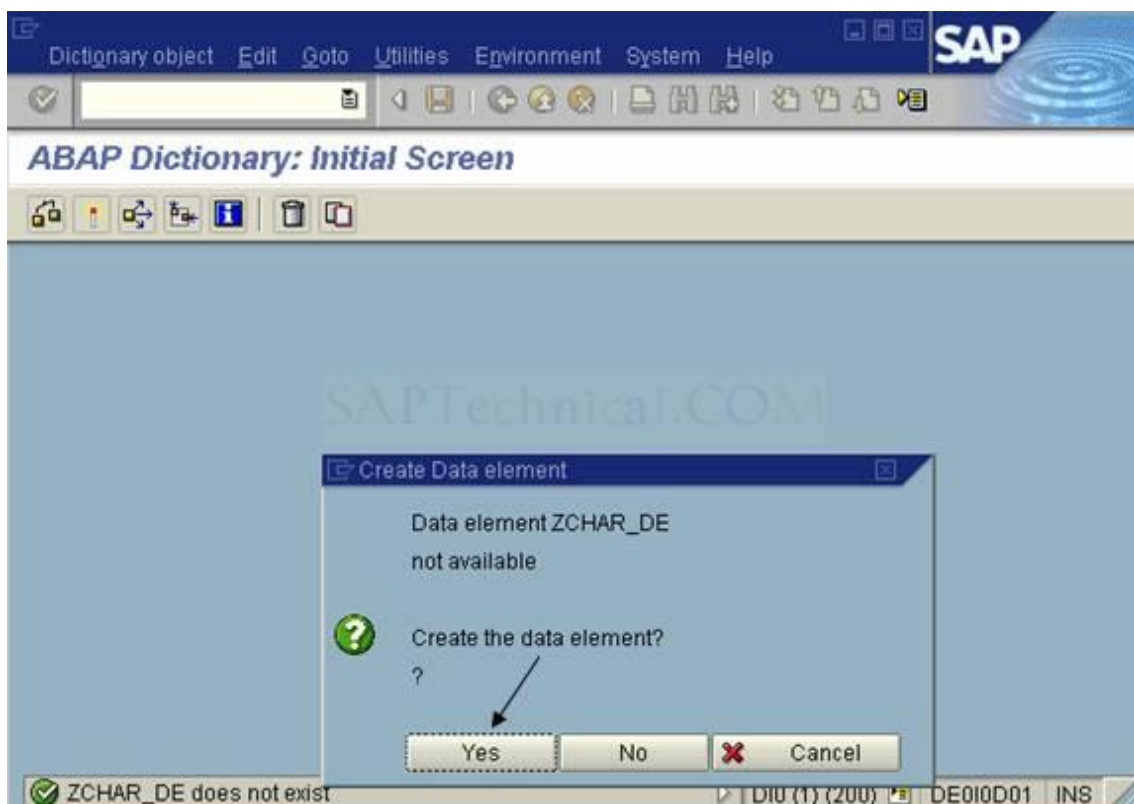 Dictionary object Edit Goto Utilities Environment System Help
SAP
ABAP Dictionary: Initial Screen
SAPTechnical.COM
Create Data element
Data element ZCHAR_DE
not available
Create the data element?
?
Yes No Cancel
ZCHAR_DE does not exist DI0 (1) (200) DE0I0D01 INS